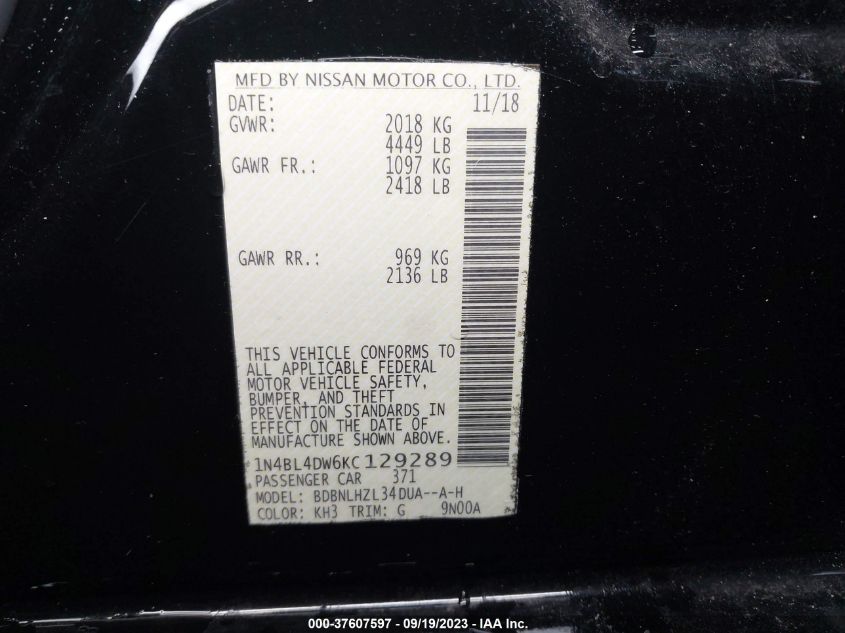 MFD BY NISSAN MOTOR CO., LTD.
DATE: 11/18
GVWR: 2018 KG
4449 LB
GAWR FR.: 1097 KG
2418 LB
GAWR RR.: 969 KG
2136 LB
THIS VEHICLE CONFORMS TO
ALL APPLICABLE FEDERAL
MOTOR VEHICLE SAFETY,
BUMPER, AND THEFT
PREVENTION STANDARDS IN
EFFECT ON THE DATE OF
MANUFACTURE SHOWN ABOVE.
1N4BL4DW6KC129289
PASSENGER CAR 371
MODEL: BDBNLHZL34DUA--A-H
COLOR: KH3 TRIM: G 9N00A
000-37607597 - 09/19/2023 - IAA Inc.